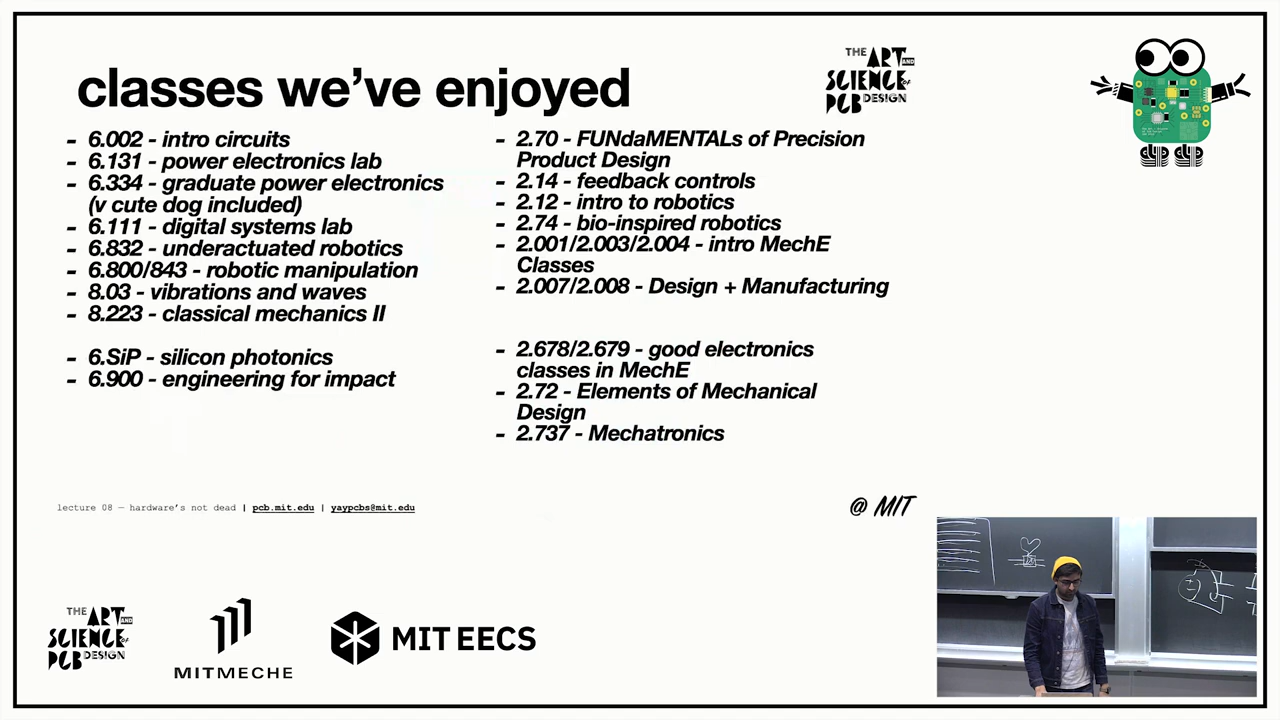 classes we've enjoyed
THE ART AND
SCIENCE of
PCB DESIGN
- 6.002 - intro circuits
- 6.131 - power electronics lab
- 6.334 - graduate power electronics
(v cute dog included)
- 6.111 - digital systems lab
- 6.832 - underactuated robotics
- 6.800/843 - robotic manipulation
- 8.03 - vibrations and waves
- 8.223 - classical mechanics II
- 6.SiP - silicon photonics
- 6.900 - engineering for impact
- 2.70 - FUNdaMENTALs of Precision
Product Design
- 2.14 - feedback controls
- 2.12 - intro to robotics
- 2.74 - bio-inspired robotics
- 2.001/2.003/2.004 - intro MechE
Classes
- 2.007/2.008 - Design + Manufacturing
- 2.678/2.679 - good electronics
classes in MechE
- 2.72 - Elements of Mechanical
Design
- 2.737 - Mechatronics
lecture 08 — hardware's not dead | pcb.mit.edu | yaypcbs@mit.edu
@ MIT
THE ART AND
SCIENCE of
PCB DESIGN
MITMECHE
MIT EECS